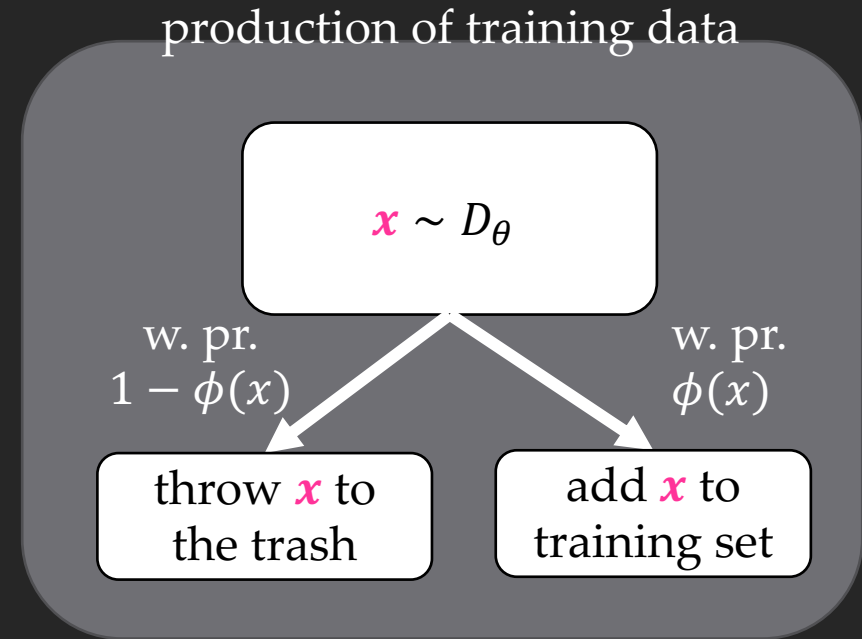 production of training data
x ~ D_θ
w. pr.
1 − ϕ(x)
w. pr.
ϕ(x)
throw x to
the trash
add x to
training set